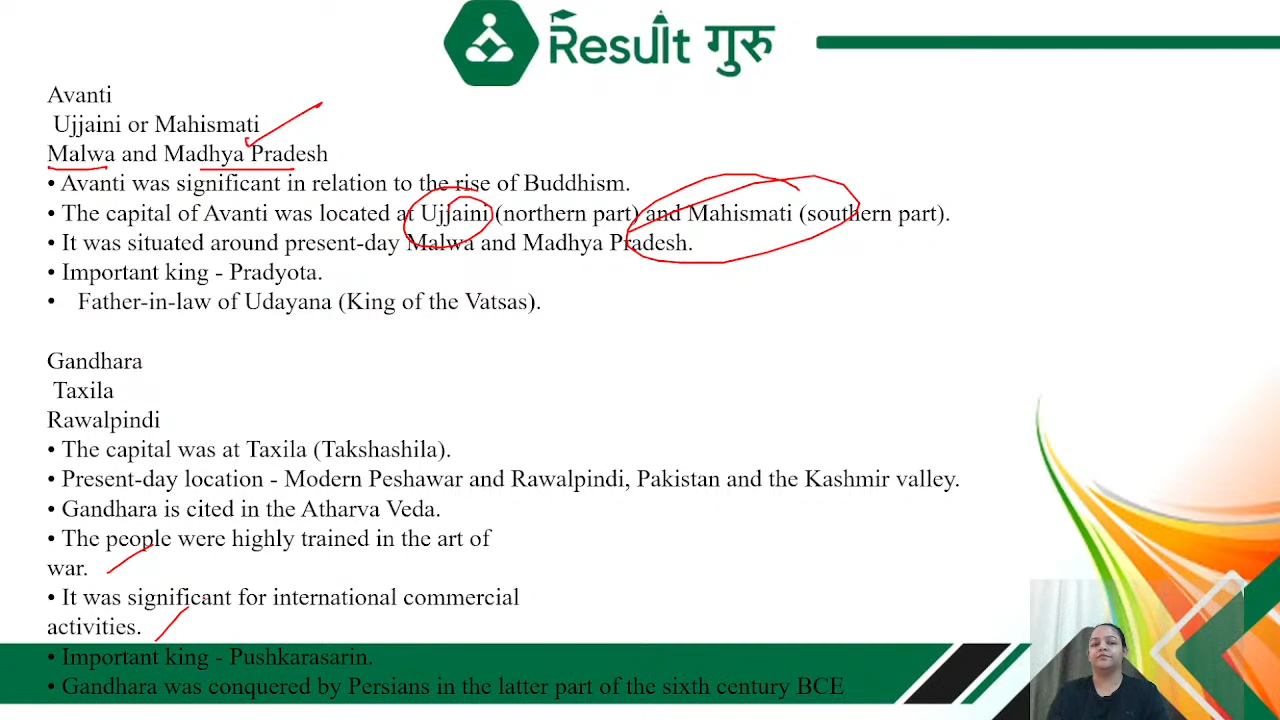 Result गुरु
Avanti
Ujjaini or Mahismati
Malwa and Madhya Pradesh
• Avanti was significant in relation to the rise of Buddhism.
• The capital of Avanti was located at Ujjaini (northern part) and Mahismati (southern part).
• It was situated around present-day Malwa and Madhya Pradesh.
• Important king - Pradyota.
• Father-in-law of Udayana (King of the Vatsas).
Gandhara
Taxila
Rawalpindi
• The capital was at Taxila (Takshashila).
• Present-day location - Modern Peshawar and Rawalpindi, Pakistan and the Kashmir valley.
• Gandhara is cited in the Atharva Veda.
• The people were highly trained in the art of
war.
• It was significant for international commercial
activities.
• Important king - Pushkarasarin.
• Gandhara was conquered by Persians in the latter part of the sixth century BCE